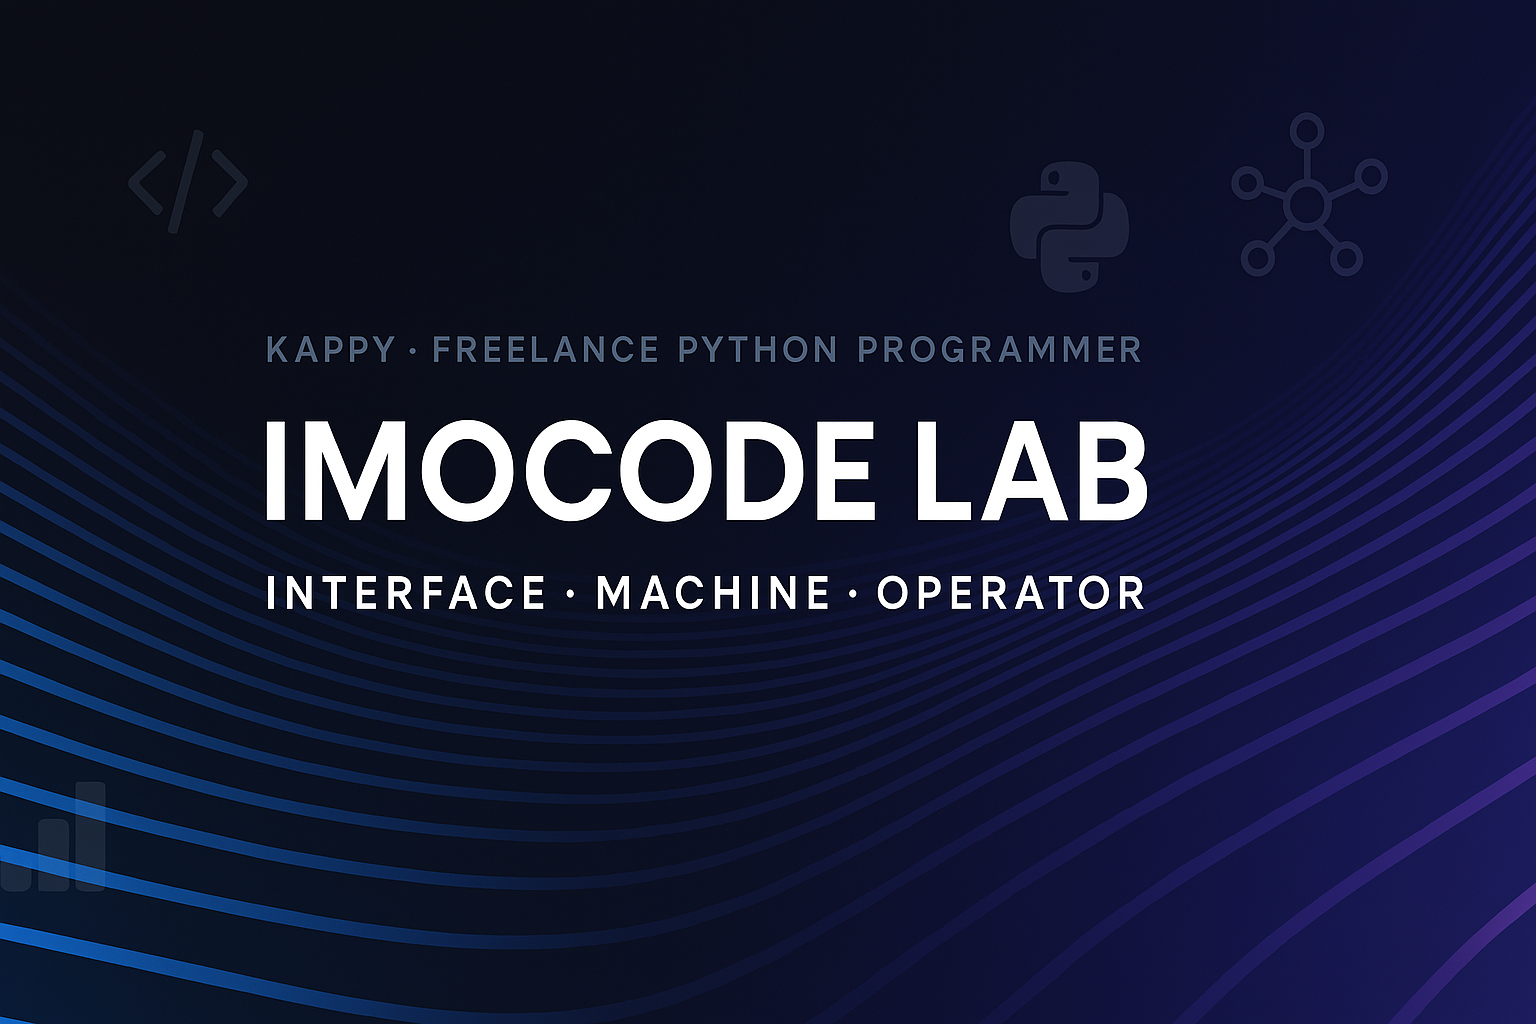 KAPPY · FREELANCE PYTHON PROGRAMMER
IMOCODE LAB
INTERFACE · MACHINE · OPERATOR